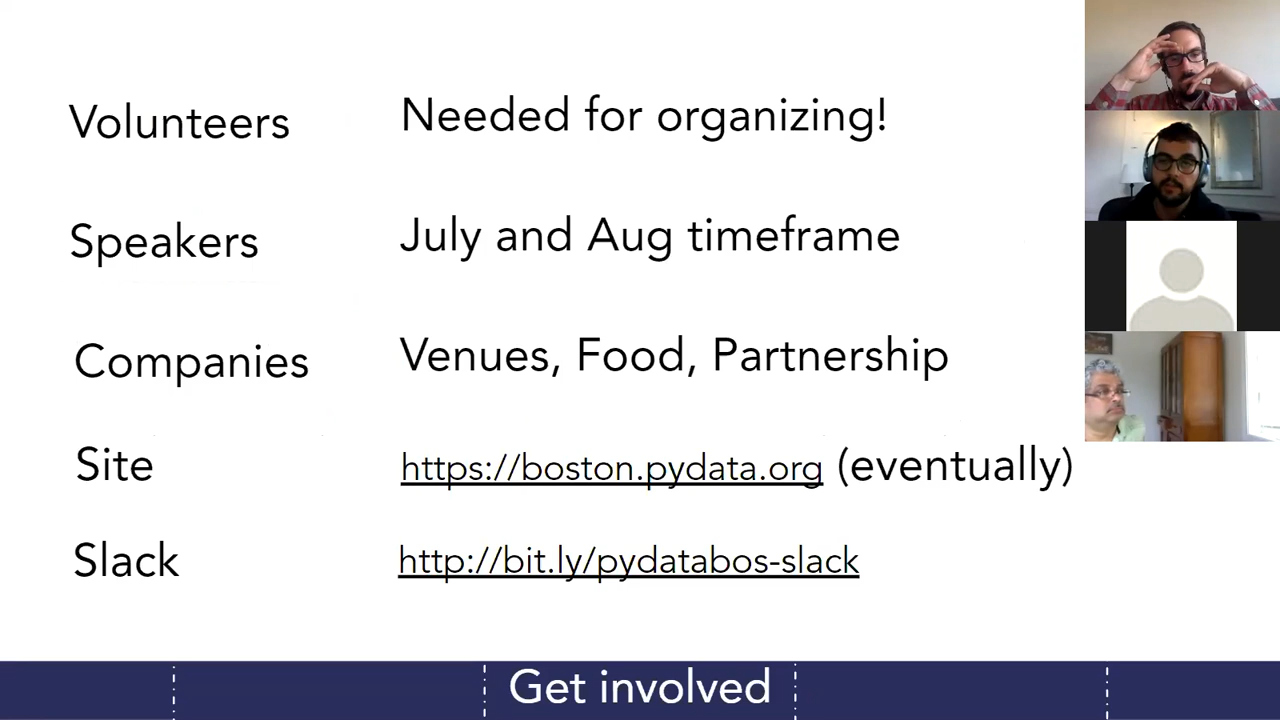 Volunteers Needed for organizing!
Speakers July and Aug timeframe
Companies Venues, Food, Partnership
Site https://boston.pydata.org (eventually)
Slack http://bit.ly/pydatabos-slack
Get involved